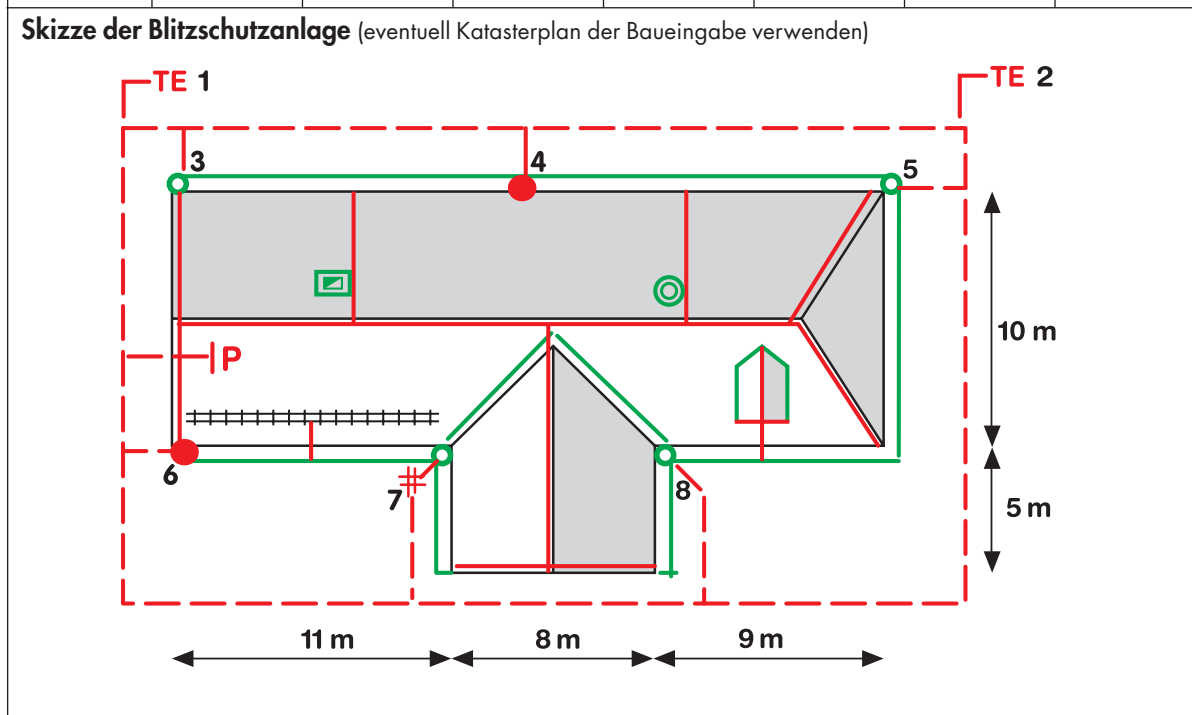 Skizze der Blitzschutzanlage (eventuell Katasterplan der Baueingabe verwenden)
TE 1
TE 2
3
4
5
10 m
P
6
7
8
5 m
11 m
8 m
9 m